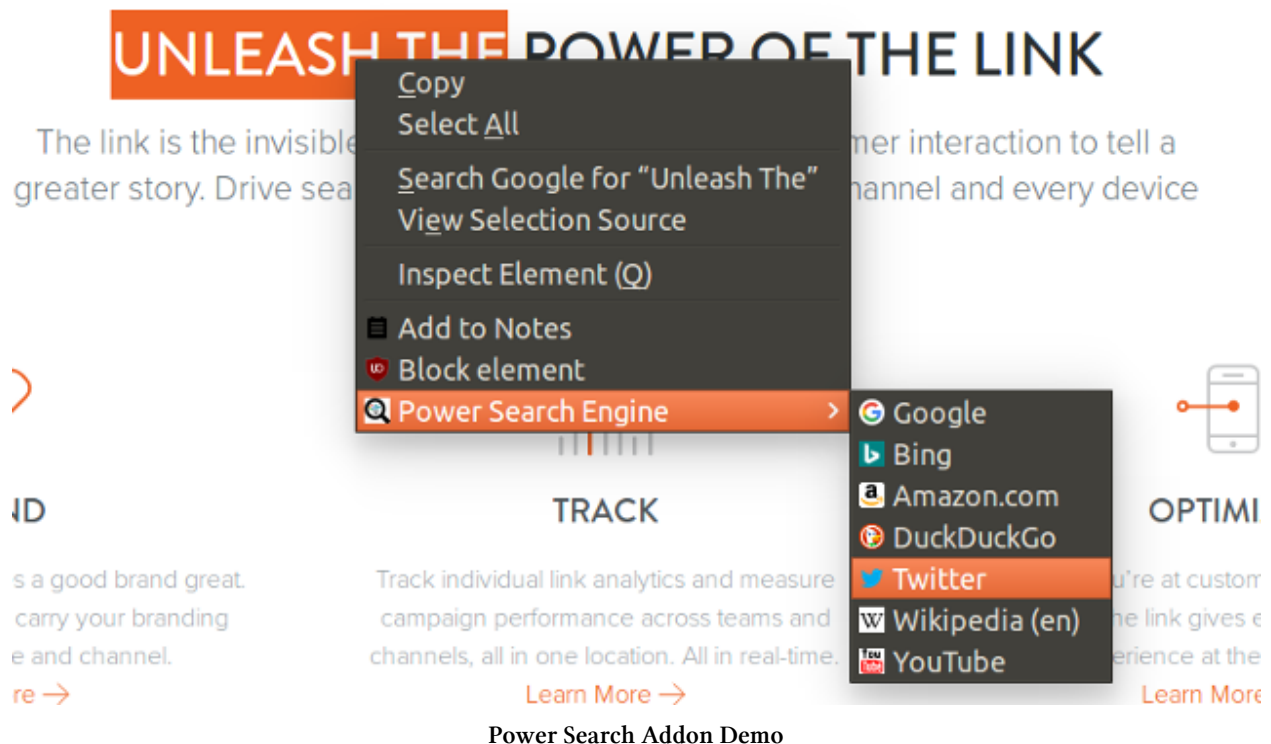 UNLEASH THE POWER OF THE LINK
Copy
Select All
The link is the invisible mer interaction to tell a
greater story. Drive sea hannel and every device
Search Google for “Unleash The”
View Selection Source
Inspect Element (Q)
Add to Notes
Block element
Power Search Engine
Google
Bing
Amazon.com
DuckDuckGo
Twitter
Wikipedia (en)
YouTube
ND
s a good brand great.
carry your branding
e and channel.
re →
TRACK
Track individual link analytics and measure
campaign performance across teams and
channels, all in one location. All in real-time.
Learn More →
OPTIMI
u’re at custom
he link gives e
erience at the
Learn More
Power Search Addon Demo